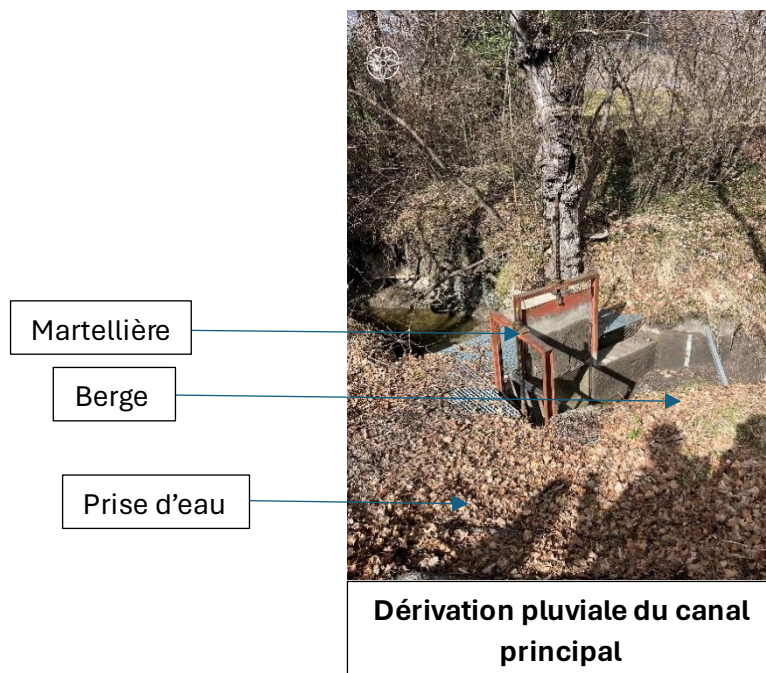 Martellière
Berge
Prise d'eau
Dérivation pluviale du canal
principal